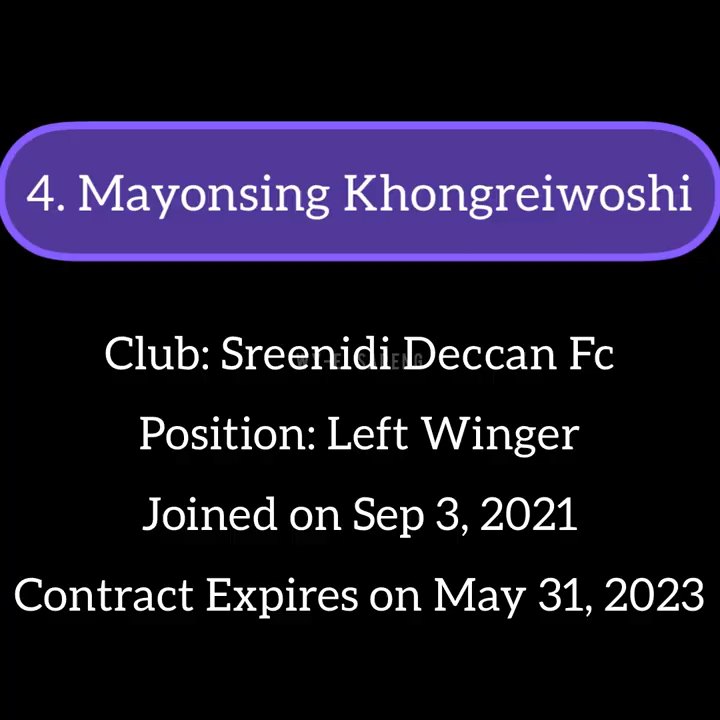 4. Mayonsing Khongreiwoshi
Club: Sreenidi Deccan Fc
Position: Left Winger
Joined on Sep 3, 2021
Contract Expires on May 31, 2023